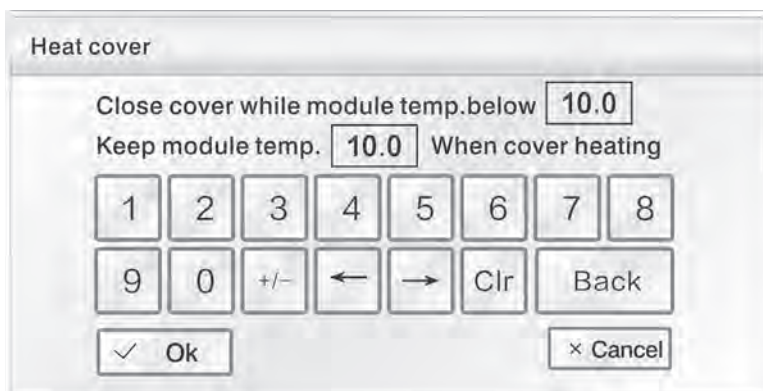 Heat cover
Close cover while module temp.below 10.0
Keep module temp. 10.0 When cover heating
1 2 3 4 5 6 7 8
9 0 +/- ← → Clr Back
✓ Ok × Cancel